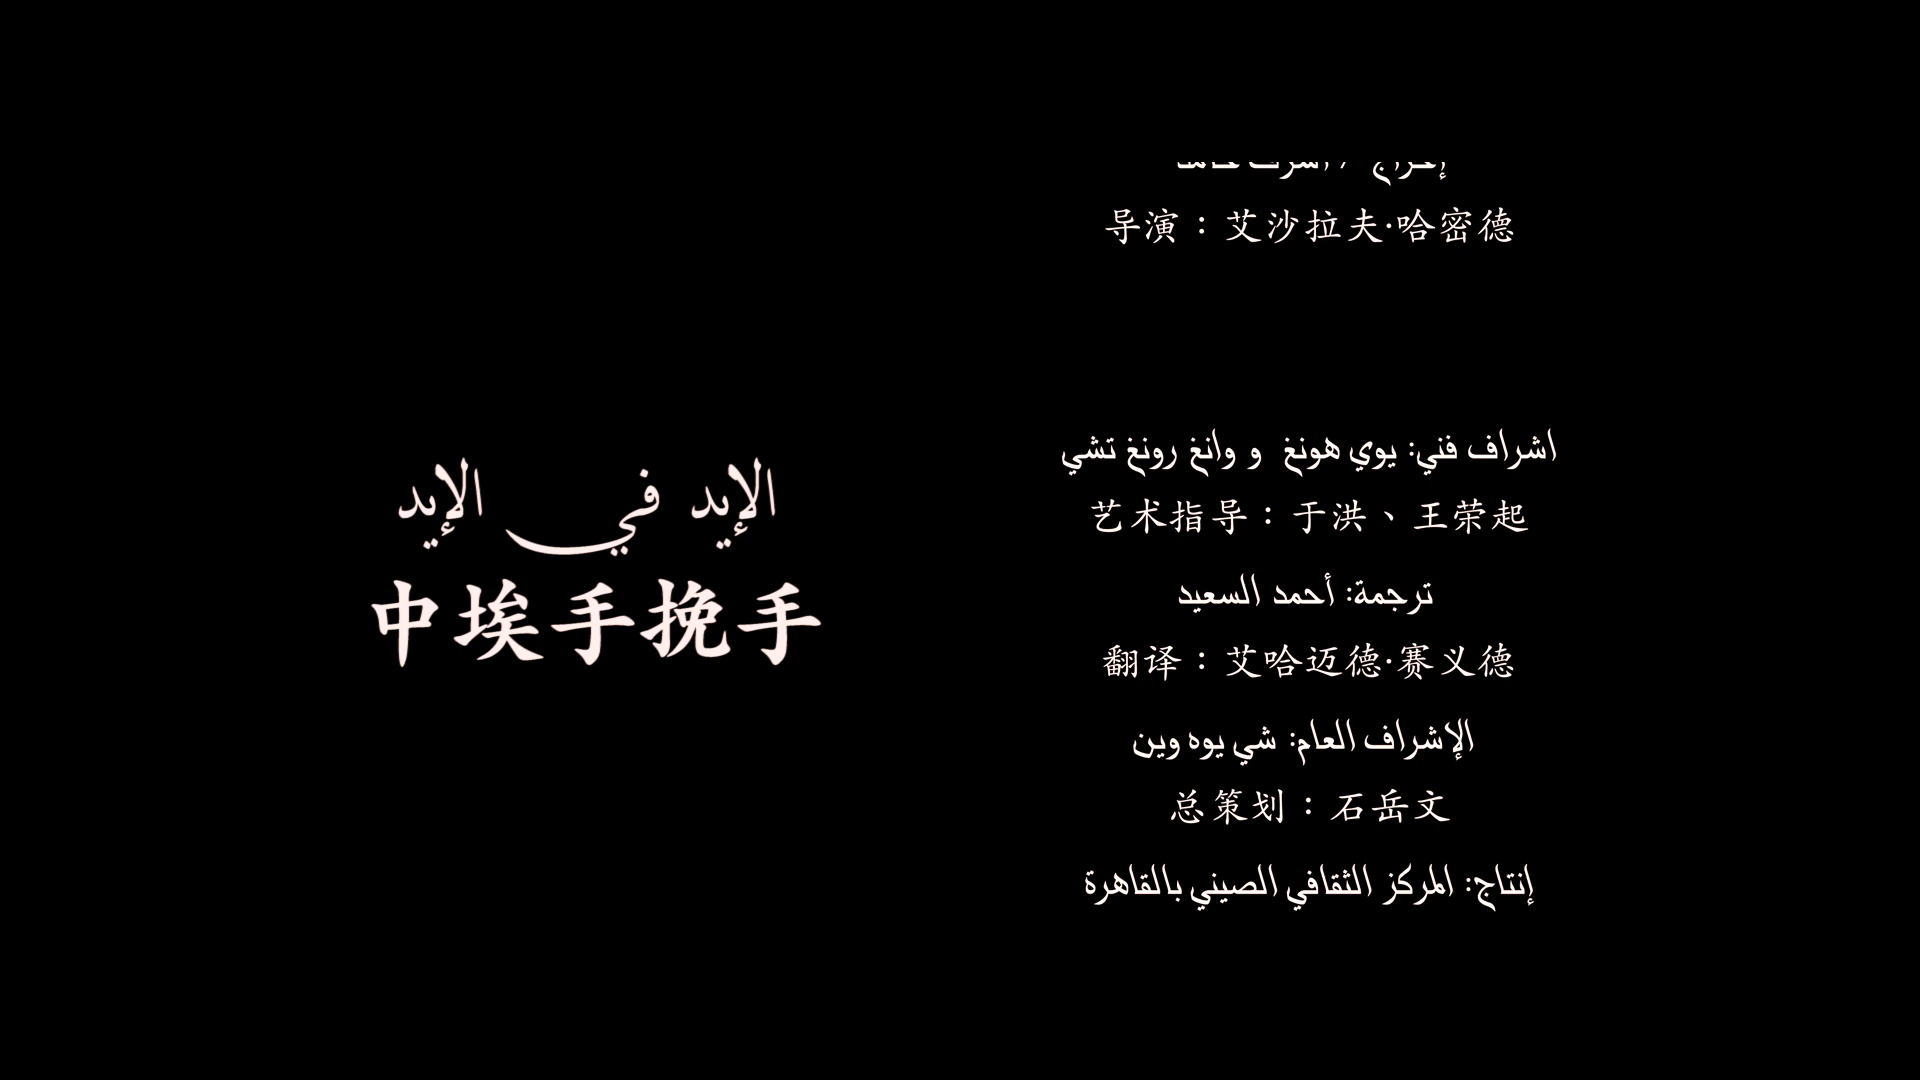 الإيد في الإيد
中埃手挽手
导演：艾沙拉夫·哈密德
اشراف فني: يوي هونغ و وانغ رونغ تشي
艺术指导：于洪、王荣起
ترجمة: أحمد السعيد
翻译：艾哈迈德·赛义德
الإشراف العام: شي يوه وين
总策划：石岳文
إنتاج: المركز الثقافي الصيني بالقاهرة